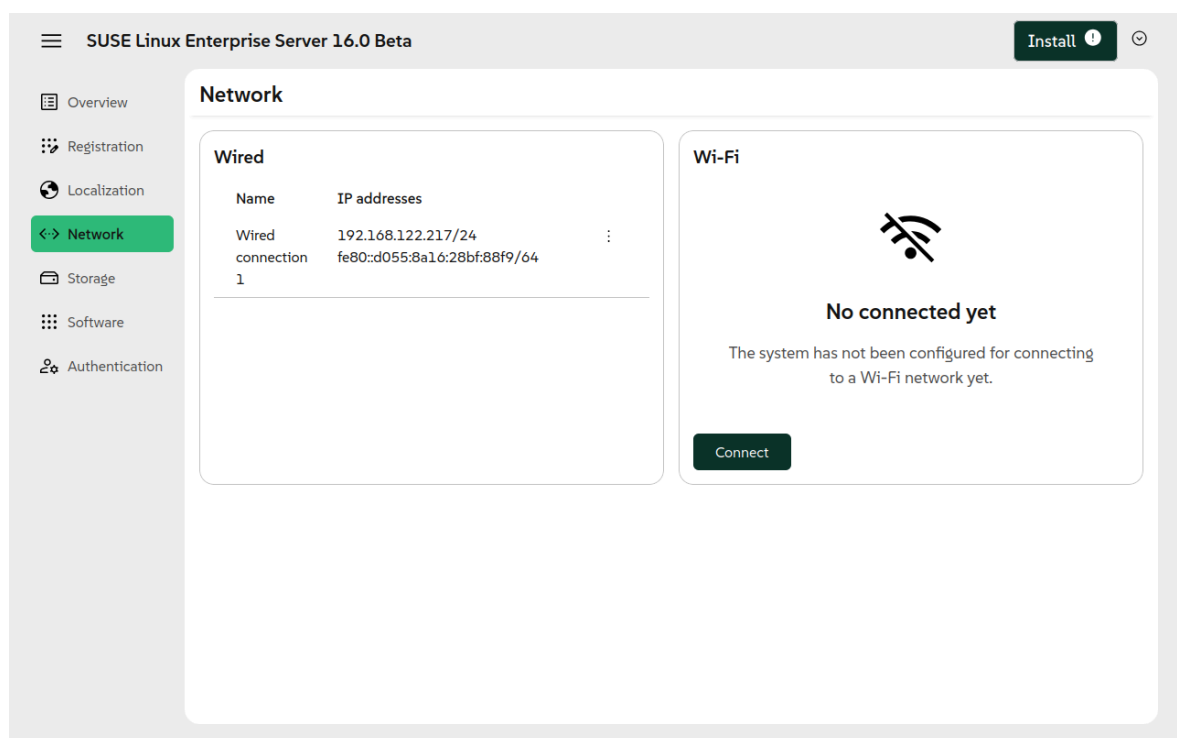 SUSE Linux Enterprise Server 16.0 Beta
Install !
Overview
Registration
Localization
Network
Storage
Software
Authentication
Network
Wired
Name IP addresses
Wired connection 1
192.168.122.217/24
fe80::d055:8a16:28bf:88f9/64
Wi-Fi
No connected yet
The system has not been configured for connecting
to a Wi-Fi network yet.
Connect